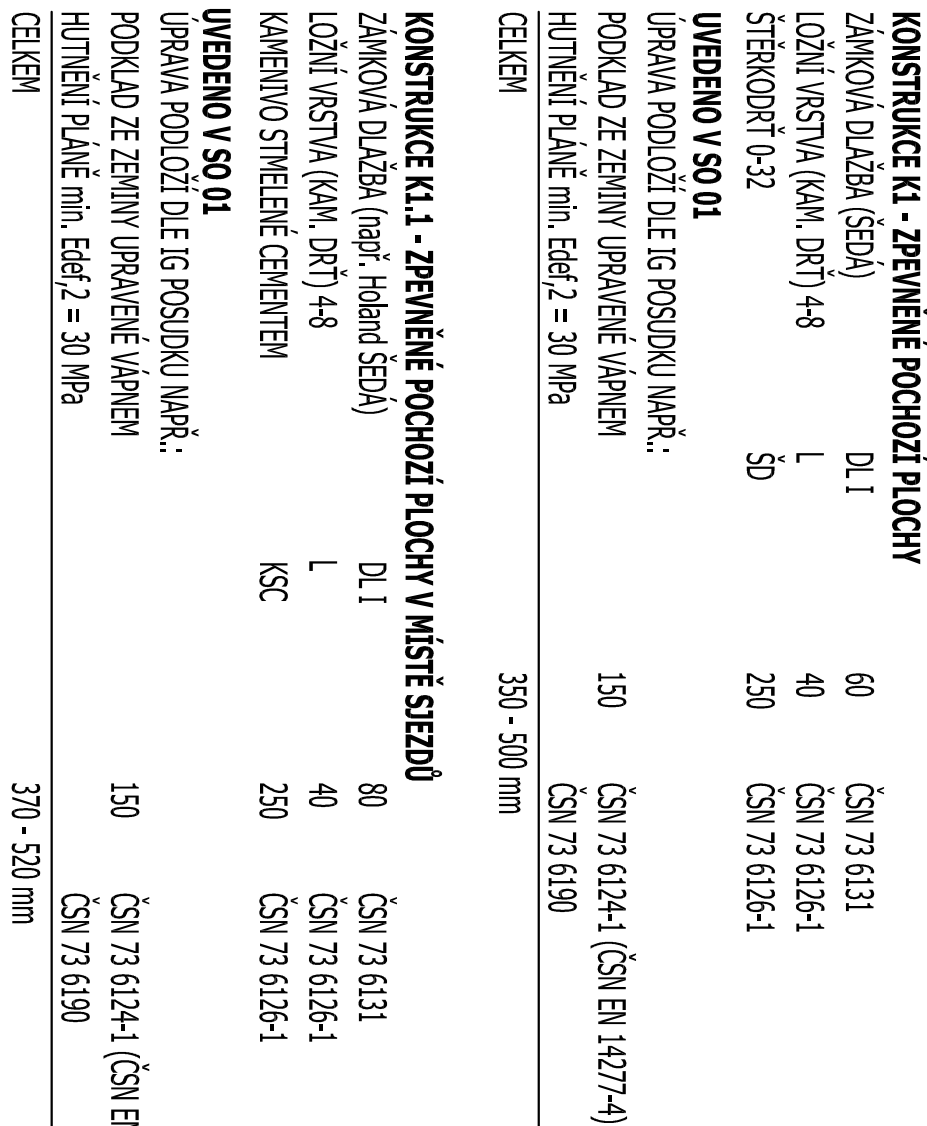 KONSTRUKCE K1 - ZPEVNĚNÉ POCHOZÍ PLOCHY
ZÁMKOVÁ DLAŽBA (ŠEDÁ) DL I 60 ČSN 73 6131
LOŽNÍ VRSTVA (KAM. DRŤ) 4-8 L 40 ČSN 73 6126-1
ŠTĚRKODRŤ 0-32 ŠD 250 ČSN 73 6126-1
UVEDENO V SO 01
ÚPRAVA PODLOŽÍ DLE IG POSUDKU NAPŘ.:
PODKLAD ZE ZEMINY UPRAVENÉ VÁPNEM 150 ČSN 73 6124-1 (ČSN EN 14277-4)
HUTNĚNÍ PLÁNĚ min. Edef,2 = 30 MPa ČSN 73 6190
CELKEM 350 - 500 mm
KONSTRUKCE K1.1 - ZPEVNĚNÉ POCHOZÍ PLOCHY V MÍSTĚ SJEZDŮ
ZÁMKOVÁ DLAŽBA (např. Holand ŠEDÁ) DL I 80 ČSN 73 6131
LOŽNÍ VRSTVA (KAM. DRŤ) 4-8 L 40 ČSN 73 6126-1
KAMENIVO STMELENÉ CEMENTEM KSC 250 ČSN 73 6126-1
UVEDENO V SO 01
ÚPRAVA PODLOŽÍ DLE IG POSUDKU NAPŘ.:
PODKLAD ZE ZEMINY UPRAVENÉ VÁPNEM 150 ČSN 73 6124-1 (ČSN
HUTNĚNÍ PLÁNĚ min. Edef,2 = 30 MPa ČSN 73 6190
CELKEM 370 - 520 mm